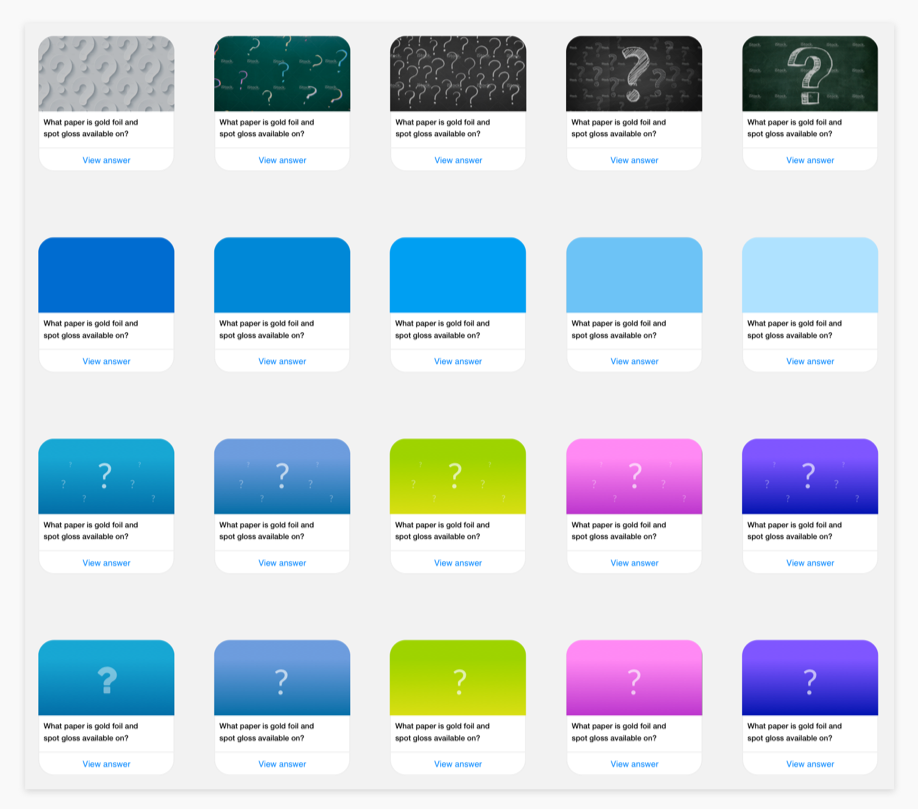 What paper is gold foil and
spot gloss available on?
View answer
What paper is gold foil and
spot gloss available on?
View answer
What paper is gold foil and
spot gloss available on?
View answer
What paper is gold foil and
spot gloss available on?
View answer
What paper is gold foil and
spot gloss available on?
View answer
What paper is gold foil and
spot gloss available on?
View answer
What paper is gold foil and
spot gloss available on?
View answer
What paper is gold foil and
spot gloss available on?
View answer
What paper is gold foil and
spot gloss available on?
View answer
What paper is gold foil and
spot gloss available on?
View answer
? ? ? ? ? ? ?
What paper is gold foil and
spot gloss available on?
View answer
? ? ? ? ? ? ?
What paper is gold foil and
spot gloss available on?
View answer
? ? ? ? ? ? ?
What paper is gold foil and
spot gloss available on?
View answer
? ? ? ? ? ? ?
What paper is gold foil and
spot gloss available on?
View answer
? ? ? ? ? ? ?
What paper is gold foil and
spot gloss available on?
View answer
?
What paper is gold foil and
spot gloss available on?
View answer
?
What paper is gold foil and
spot gloss available on?
View answer
?
What paper is gold foil and
spot gloss available on?
View answer
?
What paper is gold foil and
spot gloss available on?
View answer
?
What paper is gold foil and
spot gloss available on?
View answer